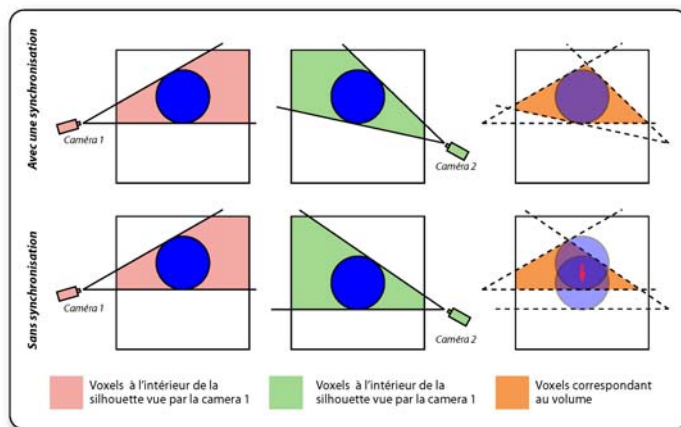 Avec une synchronisation
Caméra 1
Caméra 2
Sans synchronisation
Caméra 1
Caméra 2
Voxels à l'intérieur de la
silhouette vue par la camera 1
Voxels à l'intérieur de la
silhouette vue par la camera 1
Voxels correspondant
au volume